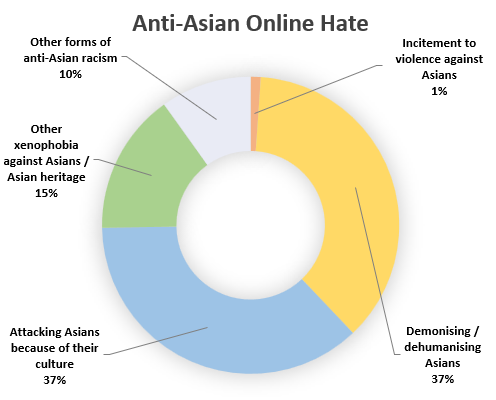 Anti-Asian Online Hate
Other forms of
anti-Asian racism
10%
Incitement to
violence against
Asians
1%
Other
xenophobia
against Asians /
Asian heritage
15%
Attacking Asians
because of their
culture
37%
Demonising /
dehumanising
Asians
37%